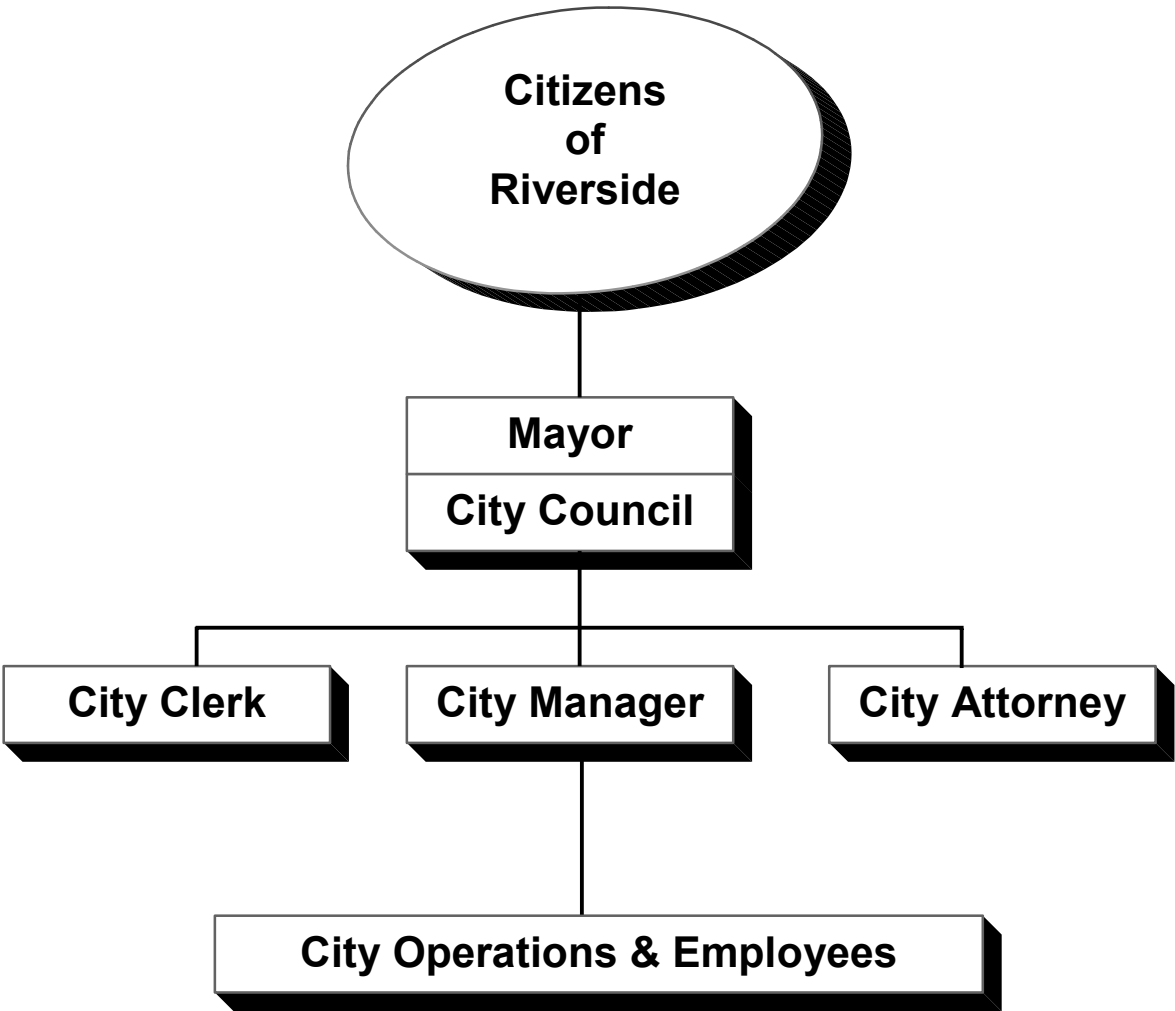 Citizens
of
Riverside
Mayor
City Council
City Clerk
City Manager
City Attorney
City Operations & Employees